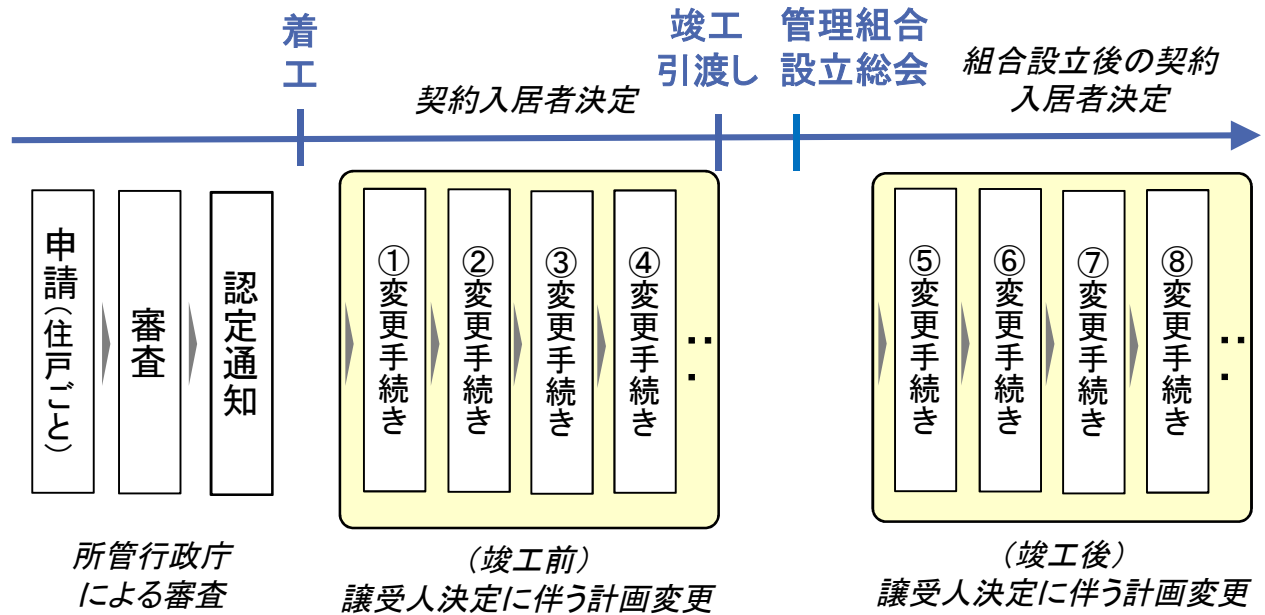 着
工
契約入居者決定
竣工
引渡し
管理組合
設立総会
組合設立後の契約
入居者決定
申請（住戸ごと）
審査
認定通知
①変更手続き
②変更手続き
③変更手続き
④変更手続き
‥
.
⑤変更手続き
⑥変更手続き
⑦変更手続き
⑧変更手続き
‥
.
所管行政庁
による審査
（竣工前）
譲受人決定に伴う計画変更
（竣工後）
譲受人決定に伴う計画変更